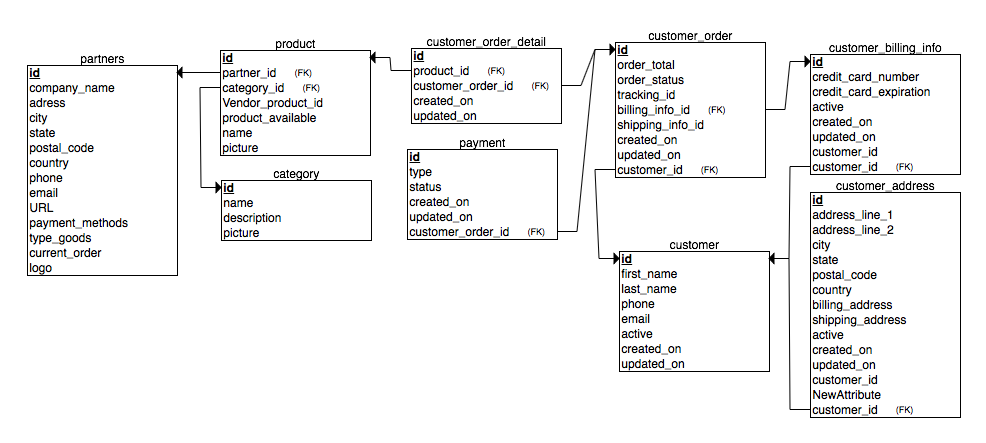 partners
id
company_name
adress
city
state
postal_code
country
phone
email
URL
payment_methods
type_goods
current_order
logo
product
id
partner_id (FK)
category_id (FK)
Vendor_product_id
product_available
name
picture
category
id
name
description
picture
customer_order_detail
id
product_id (FK)
customer_order_id (FK)
created_on
updated_on
payment
id
type
status
created_on
updated_on
customer_order_id (FK)
customer_order
id
order_total
order_status
tracking_id
billing_info_id (FK)
shipping_info_id
created_on
updated_on
customer_id (FK)
customer
id
first_name
last_name
phone
email
active
created_on
updated_on
customer_billing_info
id
credit_card_number
credit_card_expiration
active
created_on
updated_on
customer_id
customer_id (FK)
customer_address
id
address_line_1
address_line_2
city
state
postal_code
country
billing_address
shipping_address
active
created_on
updated_on
customer_id
NewAttribute
customer_id (FK)